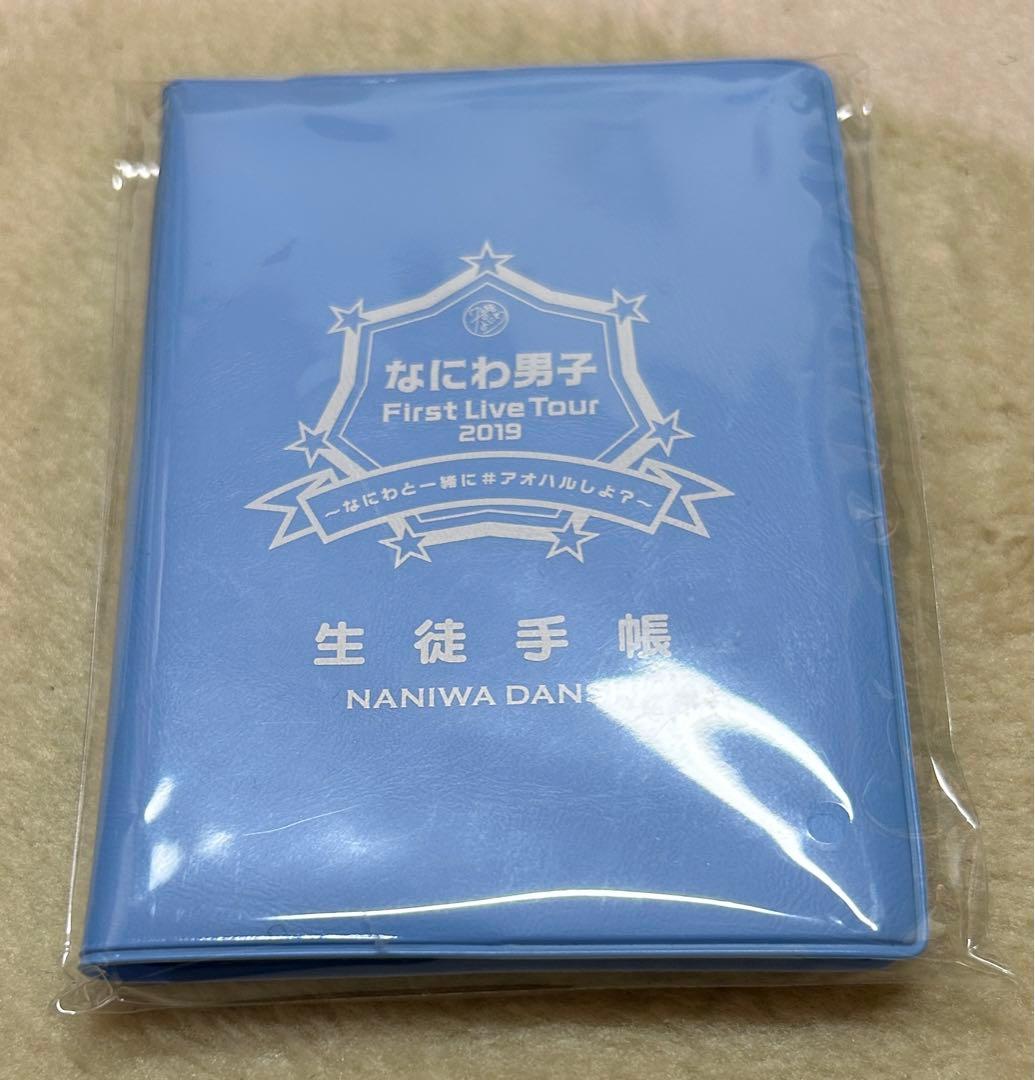 なにわ男子
First Live Tour
2019
～なにわと一緒に#アオハルしよ?～
生徒手帳
NANIWA